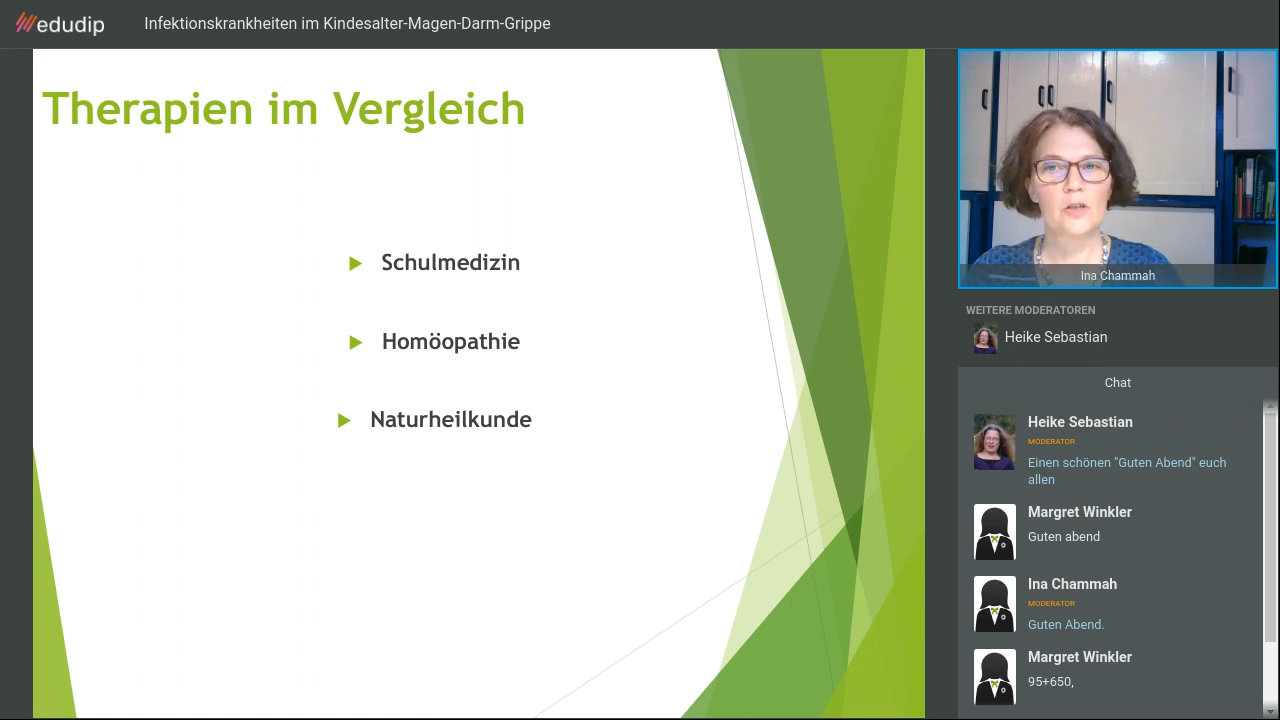 edudip
Infektionskrankheiten im Kindesalter-Magen-Darm-Grippe
Therapien im Vergleich
Schulmedizin
Homöopathie
Naturheilkunde
Ina Chammah
WEITERE MODERATOREN
Heike Sebastian
Chat
Heike Sebastian
MODERATOR
Einen schönen "Guten Abend" euch
allen
Margret Winkler
Guten abend
Ina Chammah
MODERATOR
Guten Abend.
Margret Winkler
95+650,